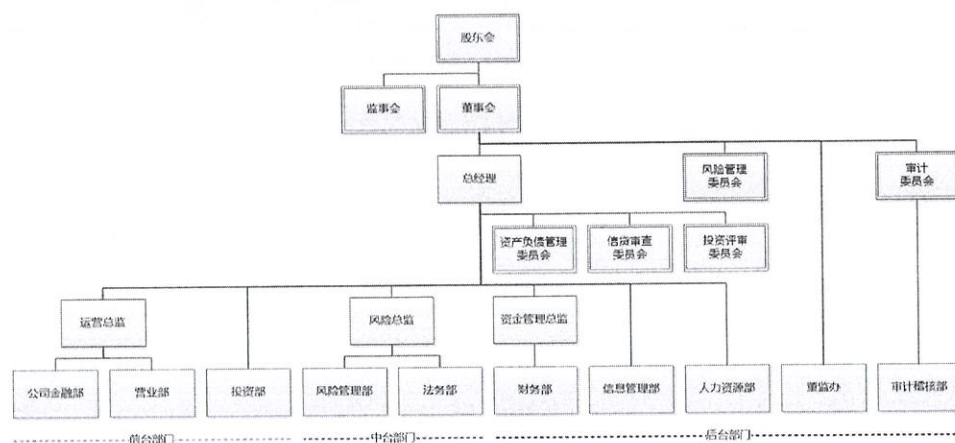 股东会
监事会
董事会
总经理
风险管理
委员会
审计
委员会
资产负债管理
委员会
信贷审查
委员会
投资评审
委员会
运营总监
风险总监
资金管理总监
公司金融部
营业部
投资部
风险管理部
法务部
财务部
信息管理部
人力资源部
董监办
审计稽核部
前台部门
中台部门
后台部门